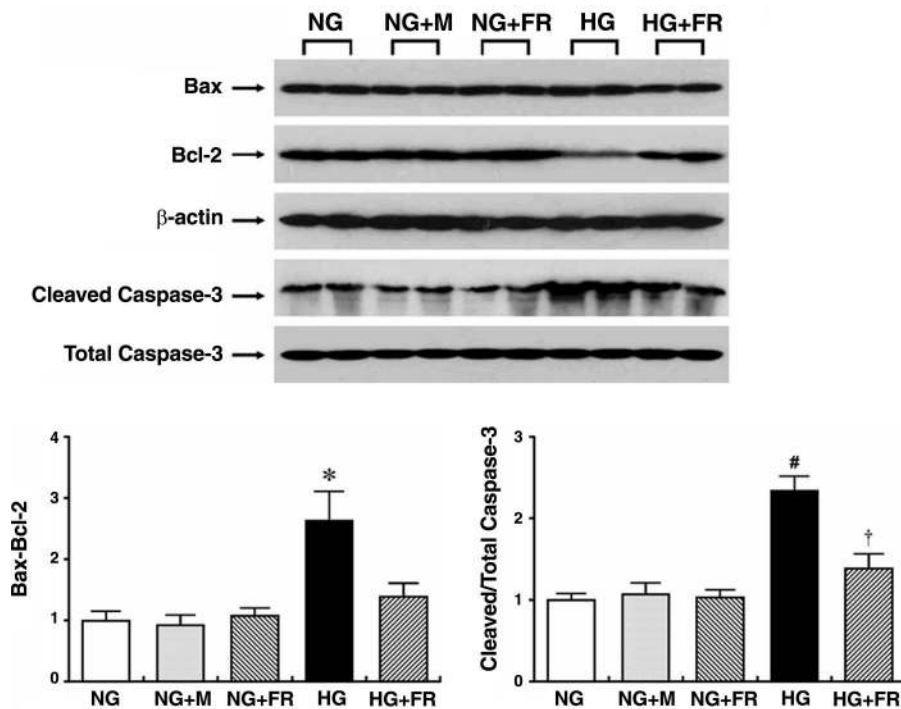 NG NG+M NG+FR HG HG+FR
Bax
Bcl-2
β-actin
Cleaved Caspase-3
Total Caspase-3
Bax-Bcl-2
4
3
2
1
0
*
NG NG+M NG+FR HG HG+FR
Cleaved/Total Caspase-3
3
2
1
0
#
†
NG NG+M NG+FR HG HG+FR